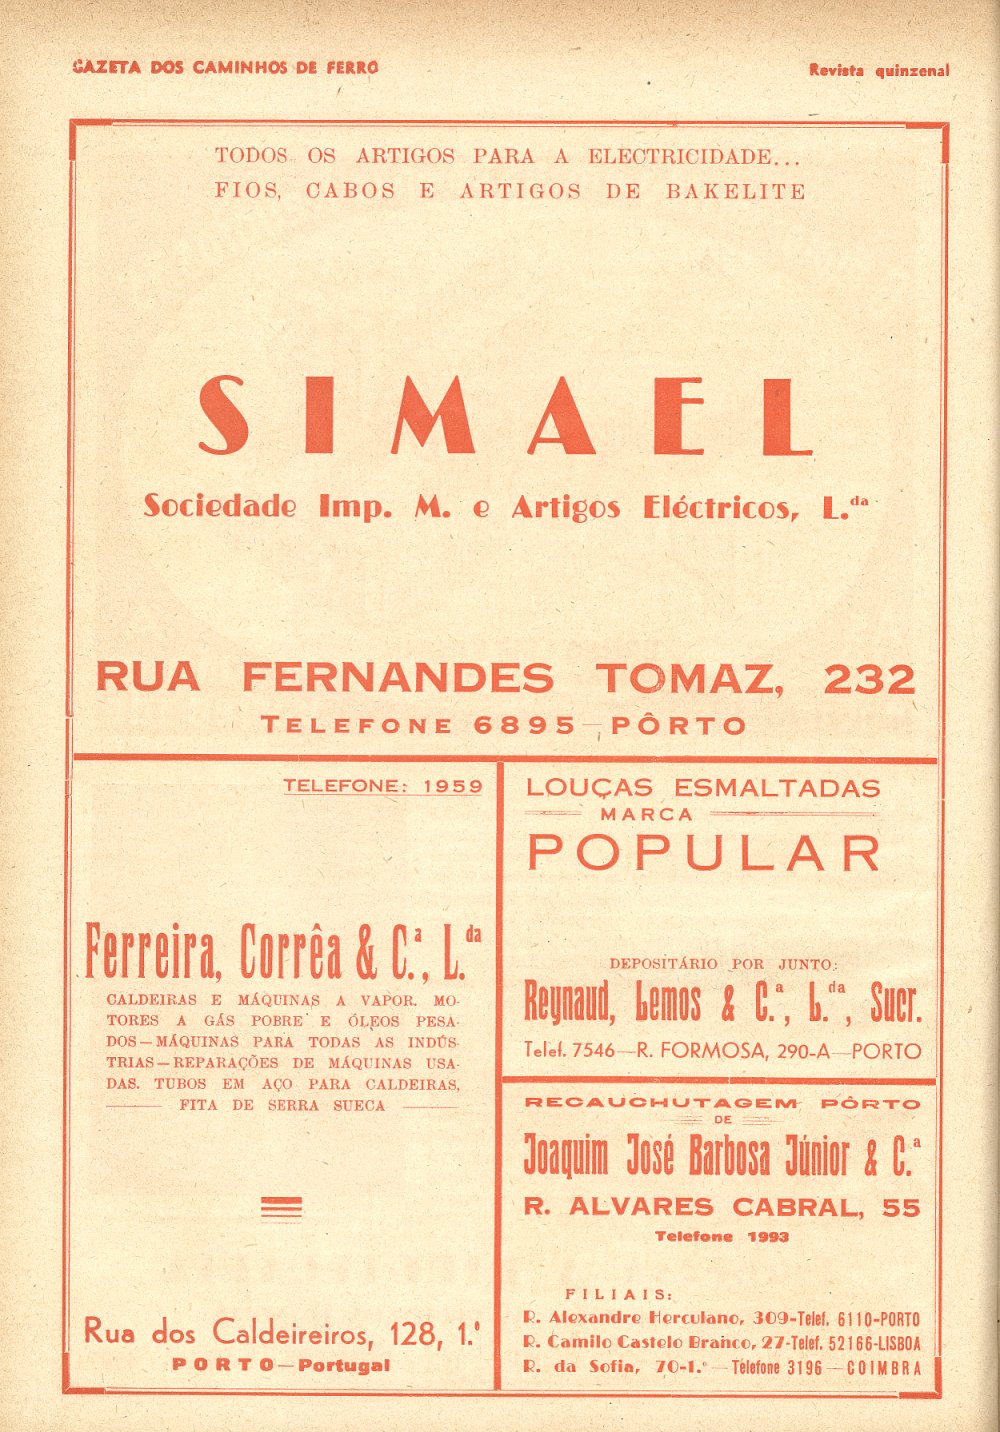 GAZETA DOS CAMINHOS DE FERRO
Revista quinzenal
TODOS OS ARTIGOS PARA A ELECTRICIDADE...
FIOS, CABOS E ARTIGOS DE BAKELITE
SIMAEL
Sociedade Imp. M. e Artigos Eléctricos, L.da
RUA FERNANDES TOMAZ, 232
TELEFONE 6895—PÔRTO
TELEFONE: 1959
Ferreira, Corrêa & C.ª, L.da
CALDEIRAS E MÁQUINAS A VAPOR. MO-
TORES A GÁS POBRE E ÓLEOS PESA-
DOS—MÁQUINAS PARA TODAS AS INDÚS-
TRIAS—REPARAÇÕES DE MÁQUINAS USA-
DAS. TUBOS EM AÇO PARA CALDEIRAS,
FITA DE SERRA SUECA
Rua dos Caldeireiros, 128, 1.º
PORTO—Portugal
LOUÇAS ESMALTADAS
MARCA
POPULAR
DEPOSITÁRIO POR JUNTO:
Reynaud, Lemos & C.ª, L.da, Sucr.
Telef. 7546—R. FORMOSA, 290-A—PORTO
RECAUCHUTAGEM PÔRTO
DE
Joaquim José Barbosa Júnior & C.ª
R. ALVARES CABRAL, 55
Telefone 1993
FILIAIS:
R. Alexandre Herculano, 309-Telef. 6110-PORTO
R. Camilo Castelo Branco, 27-Telef. 52166-LISBOA
R. da Sofia, 70-1.º—Télefone 3196—COIMBRA